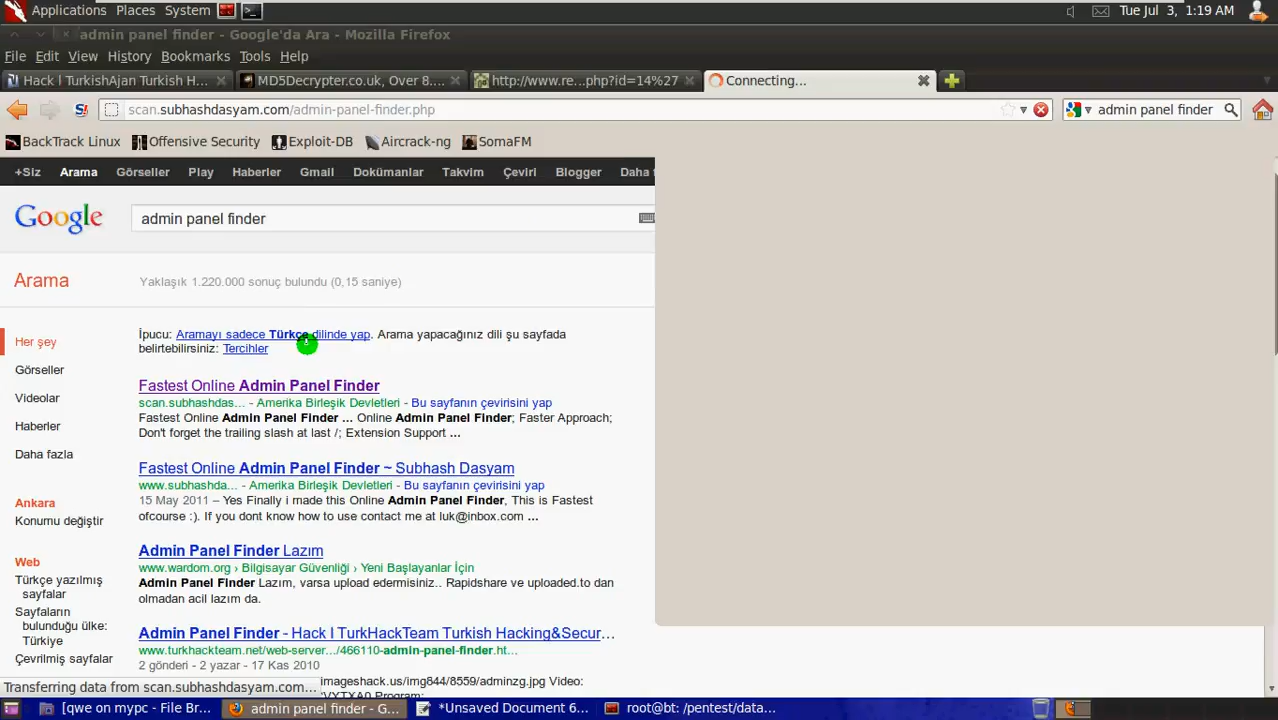 Applications Places System Tue Jul 3, 1:19 AM
admin panel finder - Google'da Ara - Mozilla Firefox
File Edit View History Bookmarks Tools Help
Hack l TurkishAjan Turkish H... MD5Decrypter.co.uk, Over 8.... http://www.re...php?id=14%27 Connecting...
scan.subhashdasyam.com/admin-panel-finder.php admin panel finder
BackTrack Linux Offensive Security Exploit-DB Aircrack-ng SomaFM
+Siz Arama Görseller Play Haberler Gmail Dokümanlar Takvim Çeviri Blogger Daha
Google admin panel finder
Arama Yaklaşık 1.220.000 sonuç bulundu (0,15 saniye)
İpucu: Aramayı sadece Türkçe dilinde yap. Arama yapacağınız dili şu sayfada
belirtebilirsiniz: Tercihler
Her şey
Görseller
Videolar
Haberler
Daha fazla
Ankara
Konumu değiştir
Web
Türkçe yazılmış
sayfalar
Sayfaların
bulunduğu ülke:
Türkiye
Çevrilmiş sayfalar
Fastest Online Admin Panel Finder
scan.subhashdas... - Amerika Birleşik Devletleri - Bu sayfanın çevirisini yap
Fastest Online Admin Panel Finder ... Online Admin Panel Finder; Faster Approach;
Don't forget the trailing slash at last /; Extension Support ...
Fastest Online Admin Panel Finder ~ Subhash Dasyam
www.subhashda... - Amerika Birleşik Devletleri - Bu sayfanın çevirisini yap
15 May 2011 – Yes Finally i made this Online Admin Panel Finder, This is Fastest
ofcourse :). If you dont know how to use contact me at luk@inbox.com ...
Admin Panel Finder Lazım
www.wardom.org › Bilgisayar Güvenliği › Yeni Başlayanlar İçin
Admin Panel Finder Lazım, varsa upload edermisiniz.. Rapidshare ve uploaded.to dan
olmadan acil lazım da.
Admin Panel Finder - Hack l TurkHackTeam Turkish Hacking&Secur...
www.turkhackteam.net/web-server.../466110-admin-panel-finder.ht...
2 gönderi - 2 yazar - 17 Kas 2010
imageshack.us/img844/8559/adminzg.jpg Video:
Transferring data from scan.subhashdasyam.com...
[qwe on mypc - File Br... admin panel finder - G... *Unsaved Document 6... root@bt: /pentest/data...